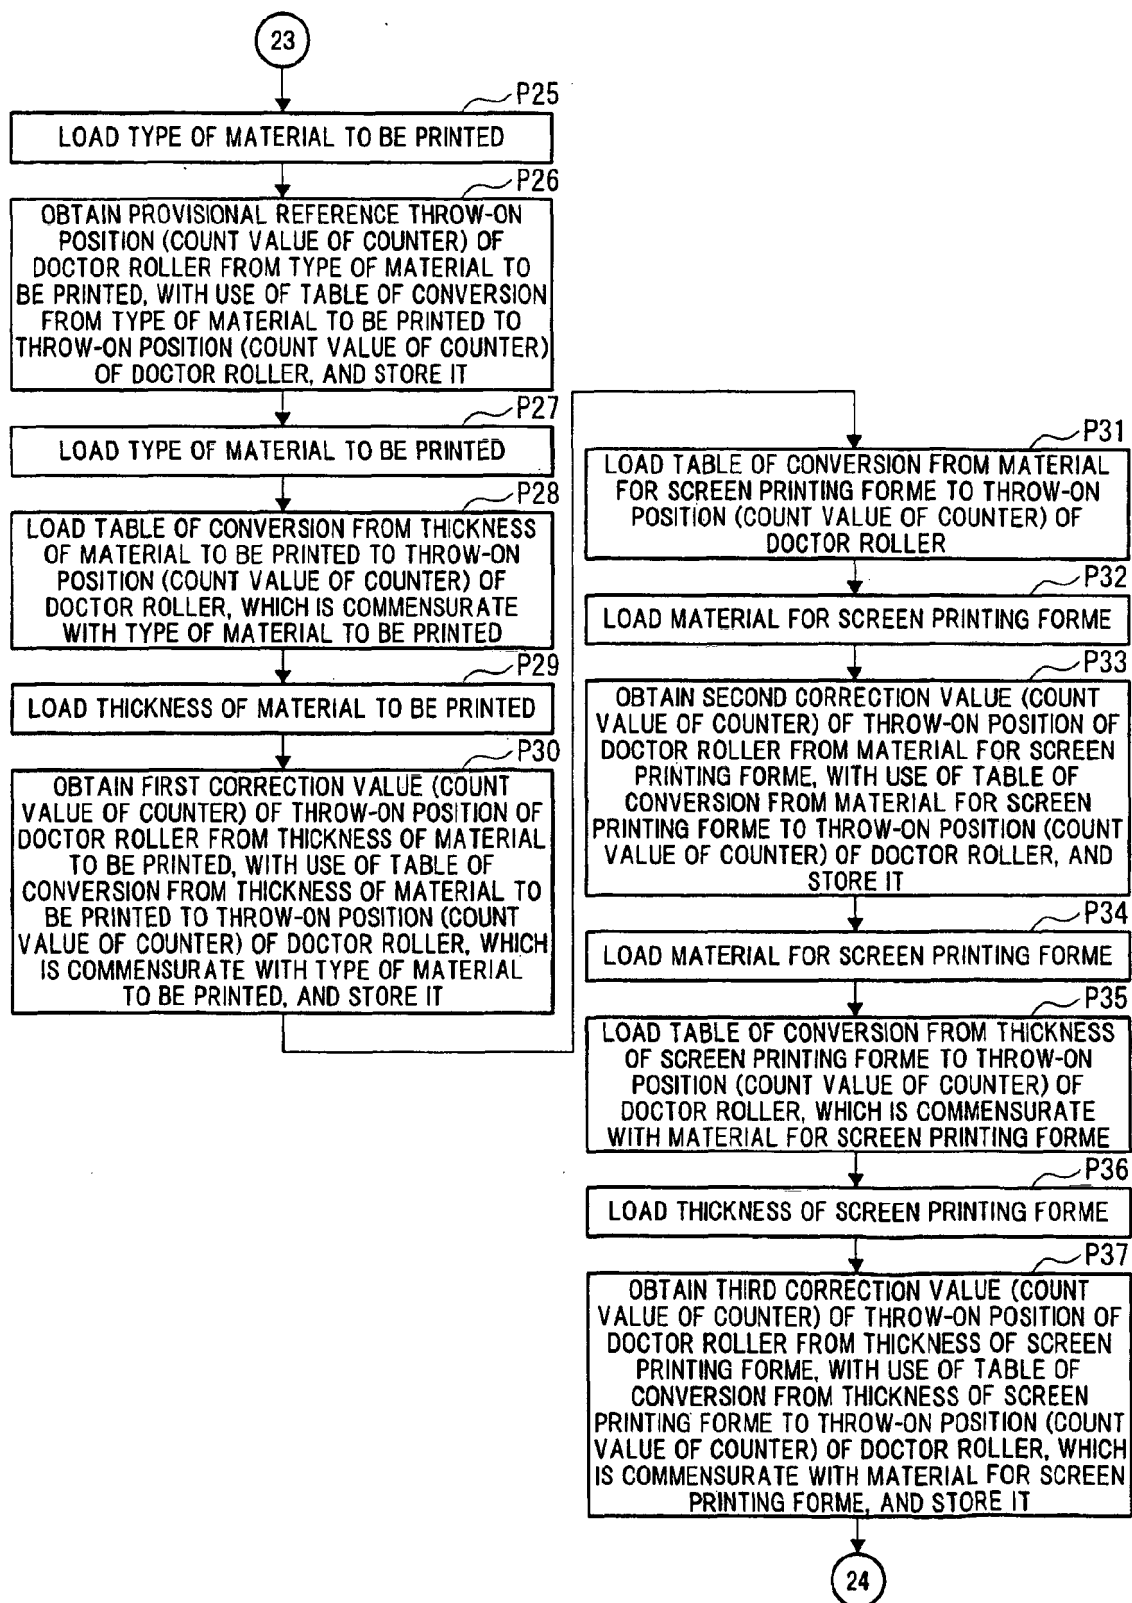 23
P25
LOAD TYPE OF MATERIAL TO BE PRINTED
P26
OBTAIN PROVISIONAL REFERENCE THROW-ON
POSITION (COUNT VALUE OF COUNTER) OF
DOCTOR ROLLER FROM TYPE OF MATERIAL TO
BE PRINTED, WITH USE OF TABLE OF CONVERSION
FROM TYPE OF MATERIAL TO BE PRINTED TO
THROW-ON POSITION (COUNT VALUE OF COUNTER)
OF DOCTOR ROLLER, AND STORE IT
P27
LOAD TYPE OF MATERIAL TO BE PRINTED
P28
LOAD TABLE OF CONVERSION FROM THICKNESS
OF MATERIAL TO BE PRINTED TO THROW-ON
POSITION (COUNT VALUE OF COUNTER) OF
DOCTOR ROLLER, WHICH IS COMMENSURATE
WITH TYPE OF MATERIAL TO BE PRINTED
P29
LOAD THICKNESS OF MATERIAL TO BE PRINTED
P30
OBTAIN FIRST CORRECTION VALUE (COUNT
VALUE OF COUNTER) OF THROW-ON POSITION OF
DOCTOR ROLLER FROM THICKNESS OF MATERIAL
TO BE PRINTED, WITH USE OF TABLE OF
CONVERSION FROM THICKNESS OF MATERIAL TO
BE PRINTED TO THROW-ON POSITION (COUNT
VALUE OF COUNTER) OF DOCTOR ROLLER, WHICH
IS COMMENSURATE WITH TYPE OF MATERIAL
TO BE PRINTED, AND STORE IT
P31
LOAD TABLE OF CONVERSION FROM MATERIAL
FOR SCREEN PRINTING FORME TO THROW-ON
POSITION (COUNT VALUE OF COUNTER) OF
DOCTOR ROLLER
P32
LOAD MATERIAL FOR SCREEN PRINTING FORME
P33
OBTAIN SECOND CORRECTION VALUE (COUNT
VALUE OF COUNTER) OF THROW-ON POSITION OF
DOCTOR ROLLER FROM MATERIAL FOR SCREEN
PRINTING FORME, WITH USE OF TABLE OF
CONVERSION FROM MATERIAL FOR SCREEN
PRINTING FORME TO THROW-ON POSITION (COUNT
VALUE OF COUNTER) OF DOCTOR ROLLER, AND
STORE IT
P34
LOAD MATERIAL FOR SCREEN PRINTING FORME
P35
LOAD TABLE OF CONVERSION FROM THICKNESS
OF SCREEN PRINTING FORME TO THROW-ON
POSITION (COUNT VALUE OF COUNTER) OF
DOCTOR ROLLER, WHICH IS COMMENSURATE
WITH MATERIAL FOR SCREEN PRINTING FORME
P36
LOAD THICKNESS OF SCREEN PRINTING FORME
P37
OBTAIN THIRD CORRECTION VALUE (COUNT
VALUE OF COUNTER) OF THROW-ON POSITION OF
DOCTOR ROLLER FROM THICKNESS OF SCREEN
PRINTING FORME, WITH USE OF TABLE OF
CONVERSION FROM THICKNESS OF SCREEN
PRINTING FORME TO THROW-ON POSITION (COUNT
VALUE OF COUNTER) OF DOCTOR ROLLER, WHICH
IS COMMENSURATE WITH MATERIAL FOR SCREEN
PRINTING FORME, AND STORE IT
24